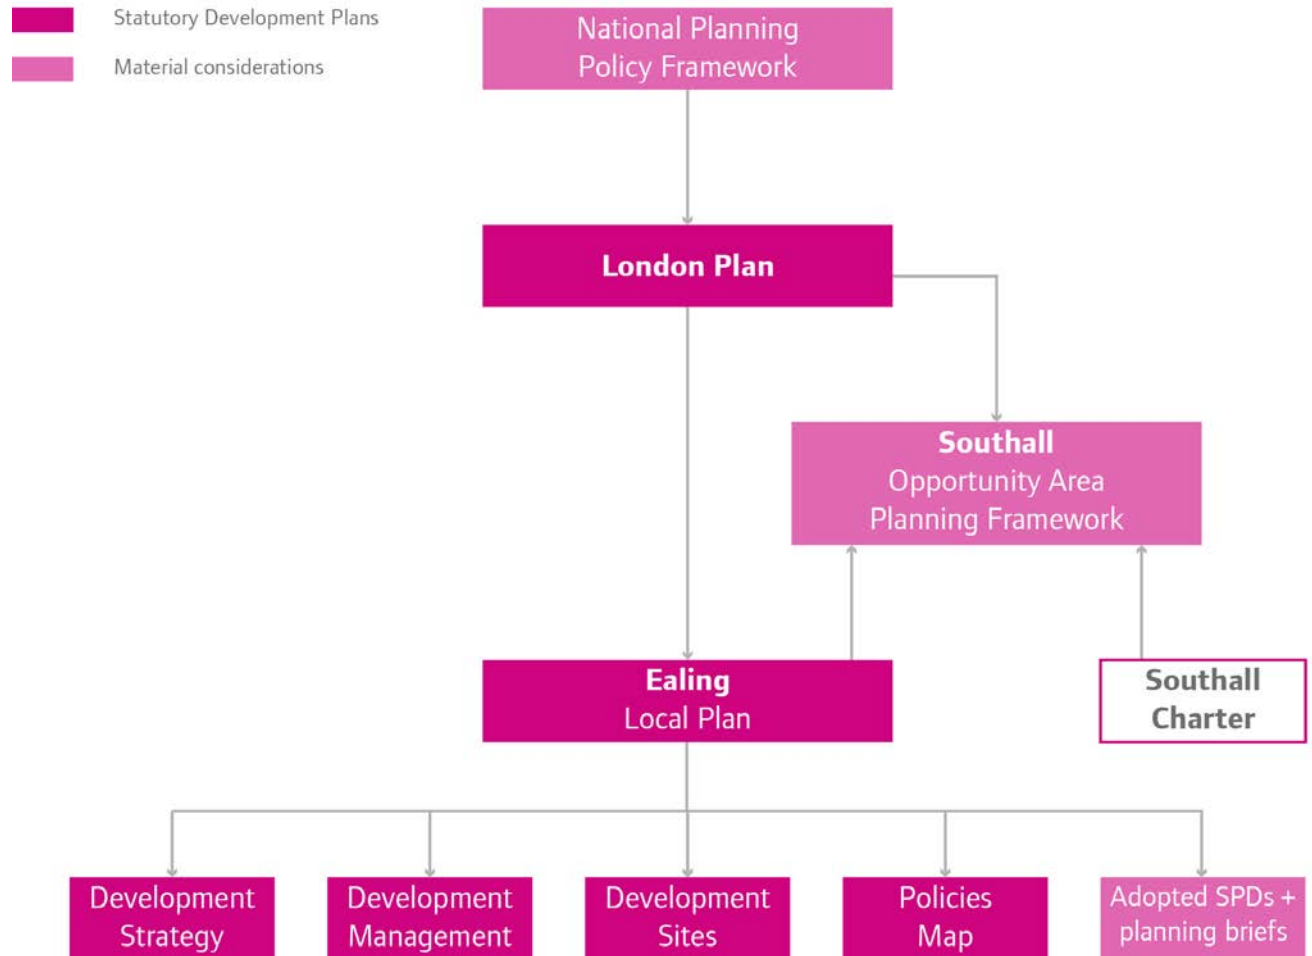 Statutory Development Plans
Material considerations
National Planning
Policy Framework
London Plan
Southall
Opportunity Area
Planning Framework
Ealing
Local Plan
Southall
Charter
Development
Strategy
Development
Management
Development
Sites
Policies
Map
Adopted SPDs +
planning briefs